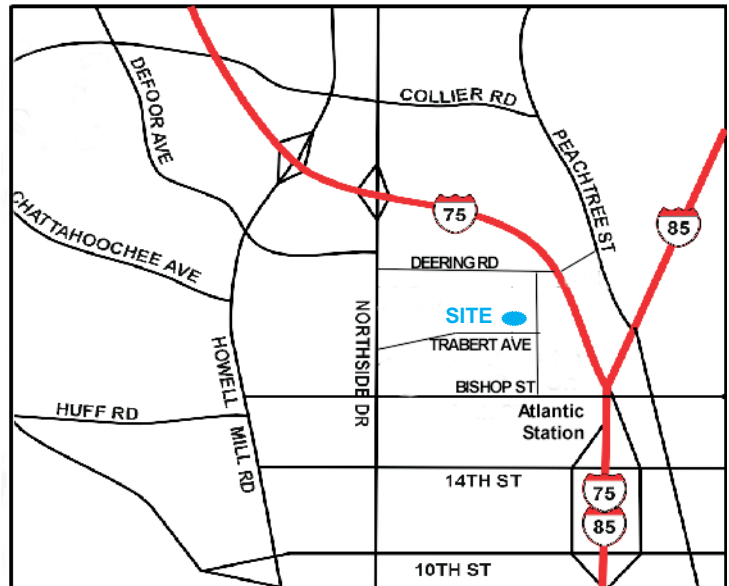 COLLIER RD
DEFOOR AVE
PEACHTREE ST
CHATTAHOOCHEE AVE
75
85
DEERING RD
SITE
TRABERT AVE
NORTHSIDE DR
HOWELL
MILL RD
BISHOP ST
HUFF RD
Atlantic
Station
14TH ST
75
85
10TH ST